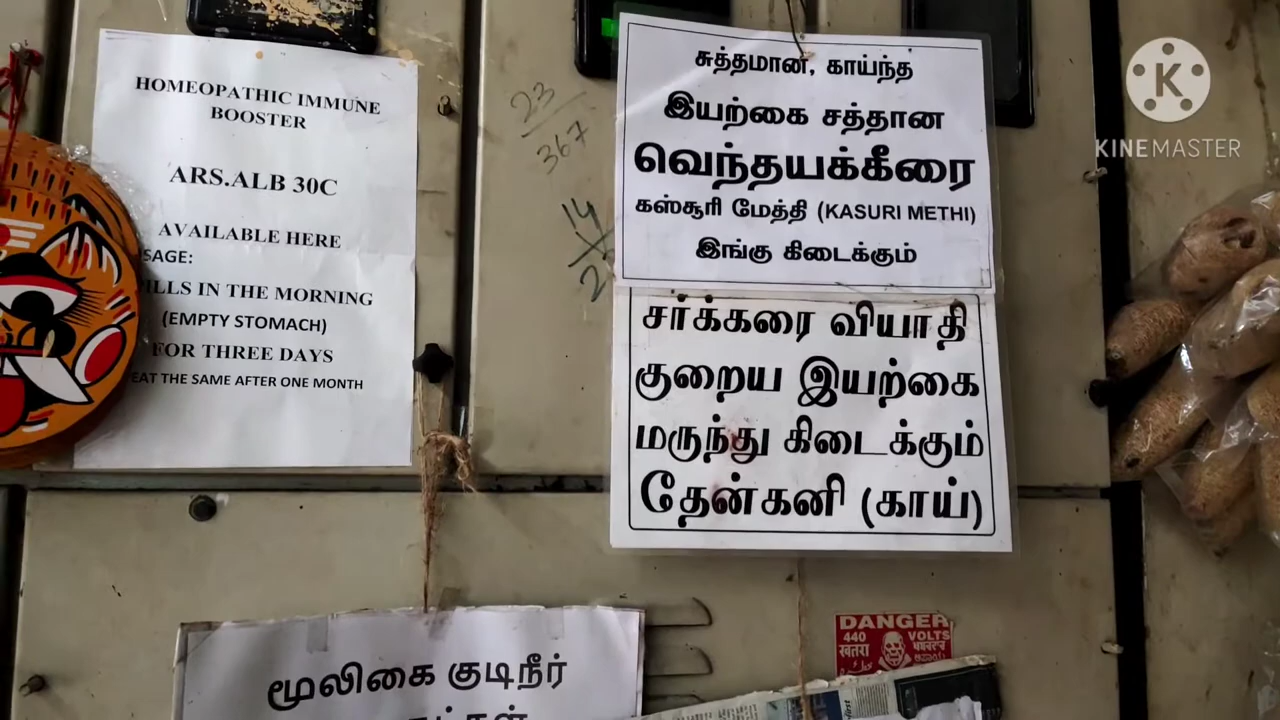 HOMEOPATHIC IMMUNE
BOOSTER
ARS.ALB 30C
AVAILABLE HERE
SAGE:
PILLS IN THE MORNING
(EMPTY STOMACH)
FOR THREE DAYS
EAT THE SAME AFTER ONE MONTH
23
367
14
சுத்தமான, காய்ந்த
இயற்கை சத்தான
வெந்தயக்கீரை
கஸ்சூரி மேத்தி (KASURI METHI)
இங்கு கிடைக்கும்
சர்க்கரை வியாதி
குறைய இயற்கை
மருந்து கிடைக்கும்
தேன்கனி (காய்)
KINEMASTER
மூலிகை குடிநீர்
DANGER
440 VOLTS
खतरा